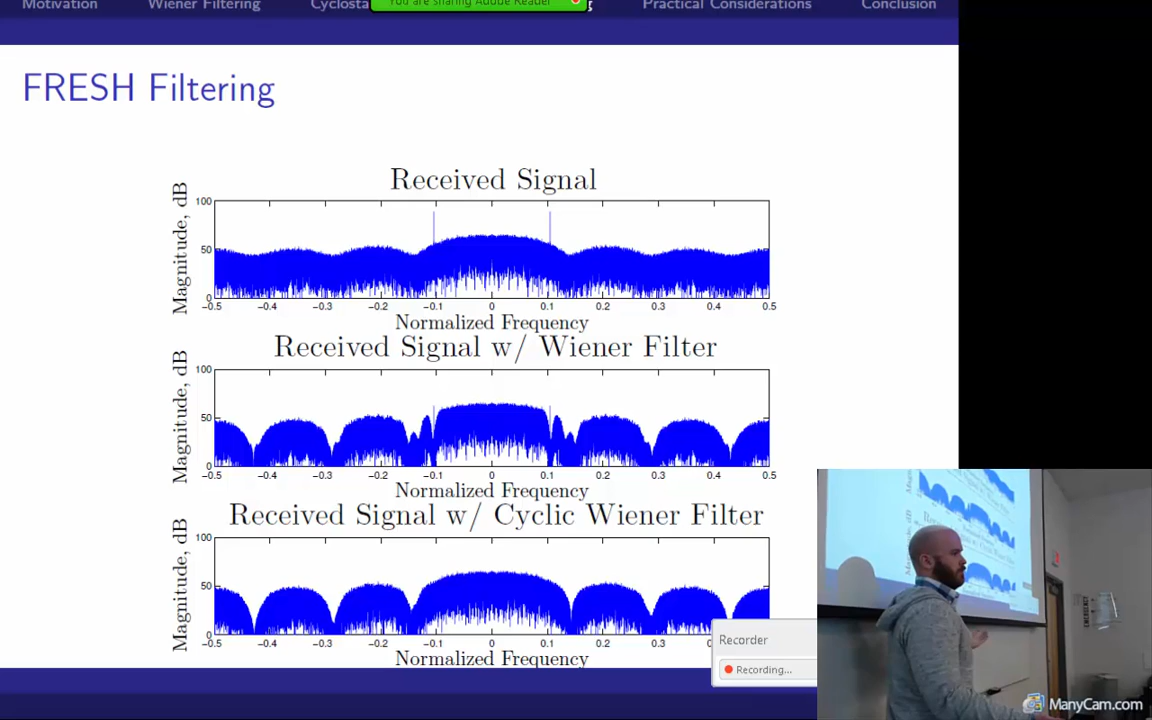 Motivation Wiener Filtering Cyclosta Practical Considerations Conclusion
You are sharing Adobe Reader
FRESH Filtering
Received Signal
Magnitude, dB
100
50
0
-0.5 -0.4 -0.3 -0.2 -0.1 0 0.1 0.2 0.3 0.4 0.5
Normalized Frequency
Received Signal w/ Wiener Filter
Magnitude, dB
100
50
0
-0.5 -0.4 -0.3 -0.2 -0.1 0 0.1 0.2 0.3 0.4 0.5
Normalized Frequency
Received Signal w/ Cyclic Wiener Filter
Magnitude, dB
100
50
0
-0.5 -0.4 -0.3 -0.2 -0.1 0 0.1 0.2 0.3
Normalized Frequency
Recorder
Recording...
ManyCam.com